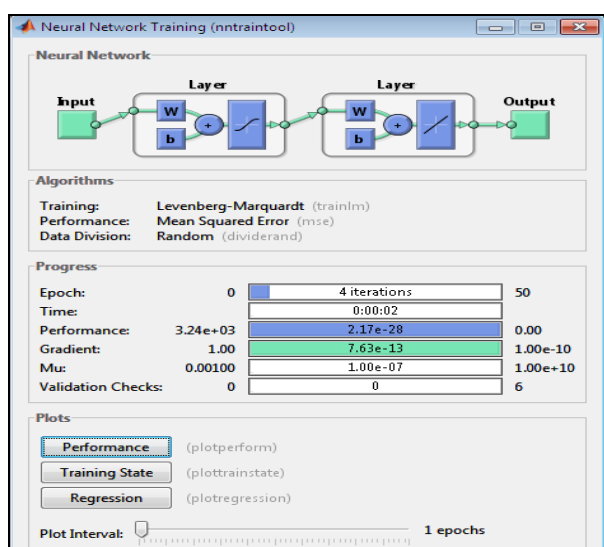 Neural Network Training (nntraintool)
Neural Network
Layer Layer
Input Output
W W
+ +
b b
Algorithms
Training: Levenberg-Marquardt (trainlm)
Performance: Mean Squared Error (mse)
Data Division: Random (dividerand)
Progress
Epoch: 0 4 iterations 50
Time: 0:00:02
Performance: 3.24e+03 2.17e-28 0.00
Gradient: 1.00 7.63e-13 1.00e-10
Mu: 0.00100 1.00e-07 1.00e+10
Validation Checks: 0 0 6
Plots
Performance (plotperform)
Training State (plottrainstate)
Regression (plotregression)
Plot Interval: 1 epochs